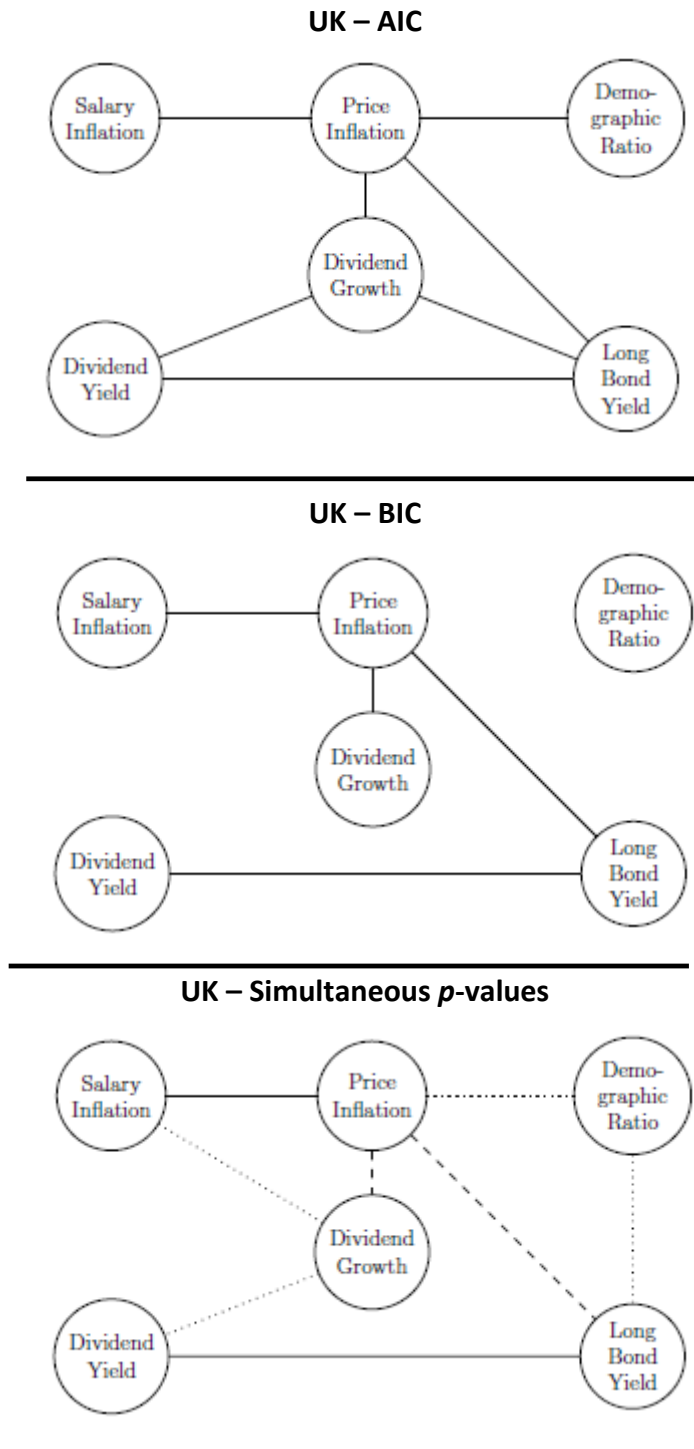 UK – AIC
Salary
Inflation
Price
Inflation
Demo-
graphic
Ratio
Dividend
Growth
Dividend
Yield
Long
Bond
Yield
UK – BIC
Salary
Inflation
Price
Inflation
Demo-
graphic
Ratio
Dividend
Growth
Dividend
Yield
Long
Bond
Yield
UK – Simultaneous p-values
Salary
Inflation
Price
Inflation
Demo-
graphic
Ratio
Dividend
Growth
Dividend
Yield
Long
Bond
Yield